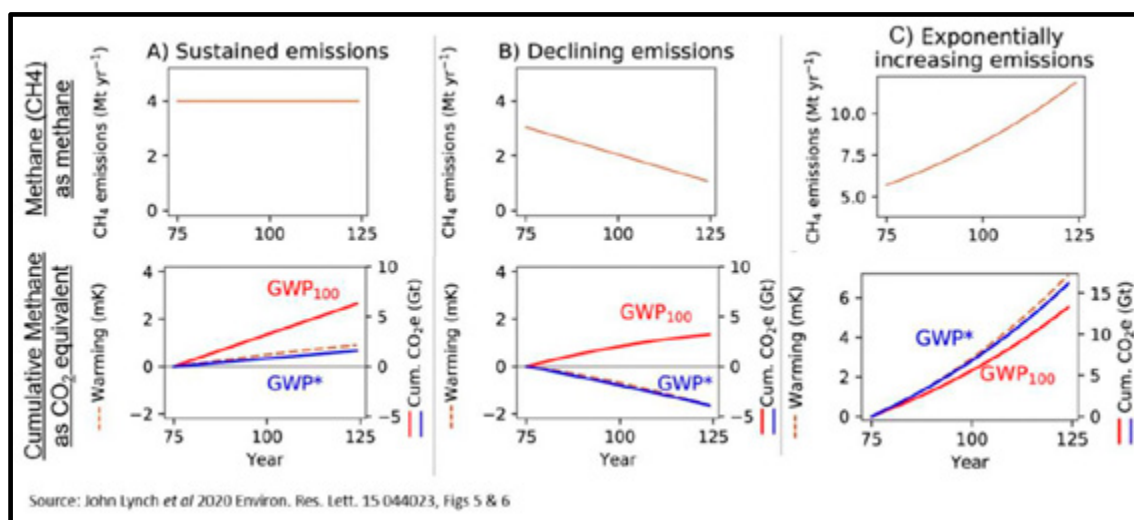 A) Sustained emissions
B) Declining emissions
C) Exponentially
increasing emissions
Methane (CH4)
as methane
CH₄ emissions (Mt yr⁻¹)
4
2
0
75
100
125
CH₄ emissions (Mt yr⁻¹)
4
2
0
75
100
125
CH₄ emissions (Mt yr⁻¹)
10.0
7.5
5.0
75
100
125
Cumulative Methane
as CO₂ equivalent
Warming (mK)
4
2
0
−2
GWP₁₀₀
GWP*
10
5
0
−5
Cum. CO₂e (Gt)
75
100
125
Year
Warming (mK)
4
2
0
−2
GWP₁₀₀
GWP*
10
5
0
−5
Cum. CO₂e (Gt)
75
100
125
Year
Warming (mK)
6
4
2
0
GWP*
GWP₁₀₀
15
10
5
0
Cum. CO₂e (Gt)
75
100
125
Year
Source: John Lynch et al 2020 Environ. Res. Lett. 15 044023, Figs 5 & 6